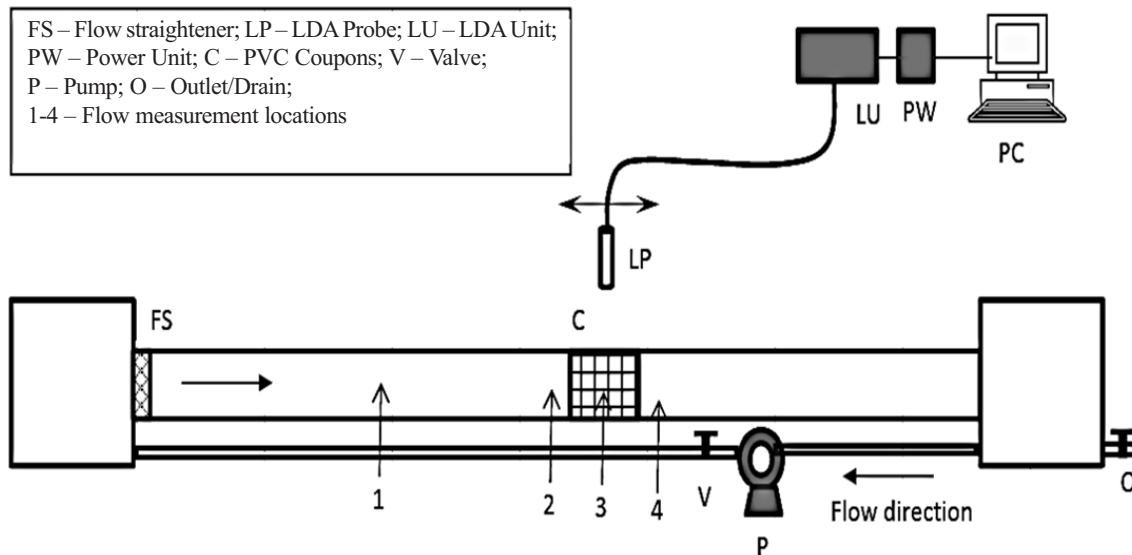 FS – Flow straightener; LP – LDA Probe; LU – LDA Unit;
PW – Power Unit; C – PVC Coupons; V – Valve;
P – Pump; O – Outlet/Drain;
1-4 – Flow measurement locations
LU PW
PC
LP
FS C
1 2 3 4 V Flow direction O
P